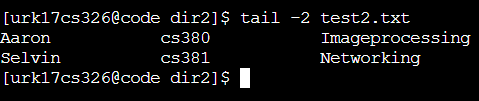 [urk17cs326@code dir2]$ tail -2 test2.txt
Aaron cs380 Imageprocessing
Selvin cs381 Networking
[urk17cs326@code dir2]$